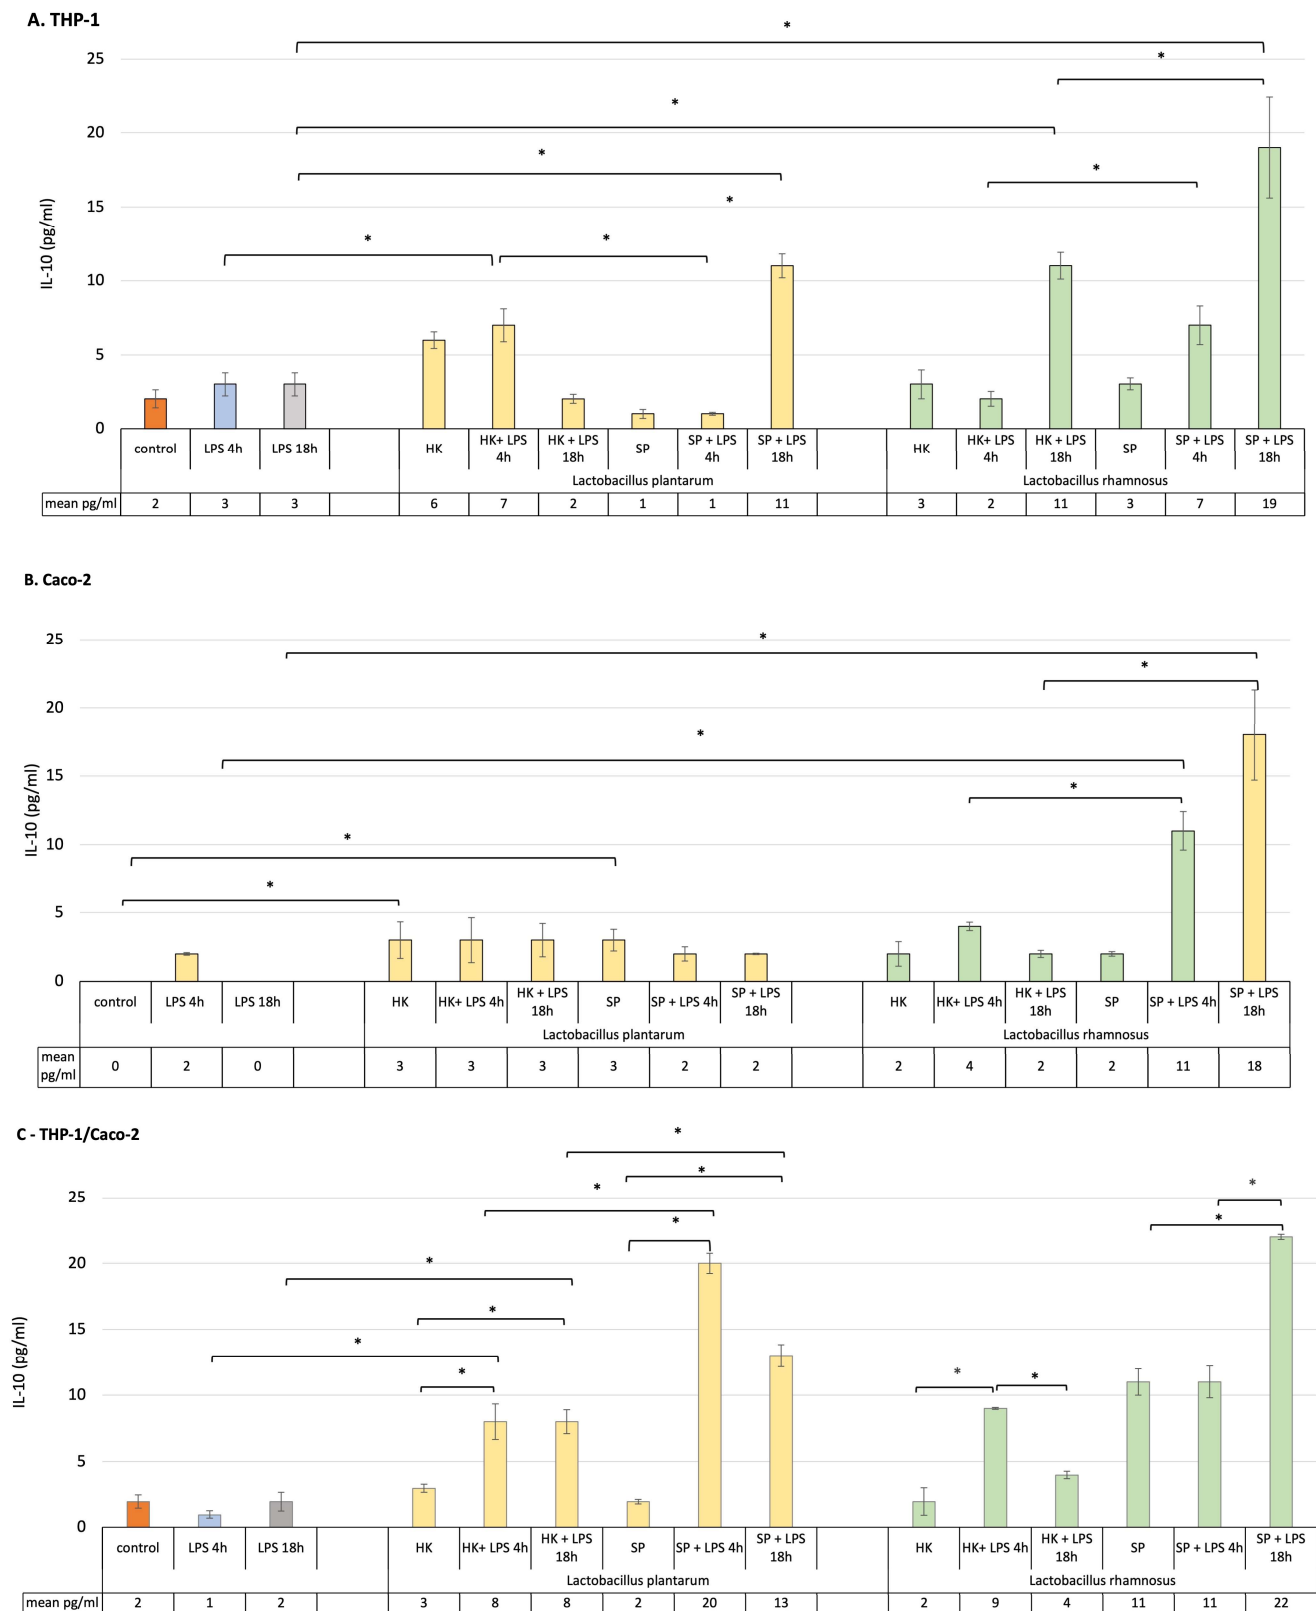 A. THP-1
*
25
*
*
20
*
*
*
15
*
*
IL-10 (pg/ml)
10
5
0
control LPS 4h LPS 18h HK HK+ LPS 4h HK + LPS 18h SP SP + LPS 4h SP + LPS 18h HK HK+ LPS 4h HK + LPS 18h SP SP + LPS 4h SP + LPS 18h
Lactobacillus plantarum Lactobacillus rhamnosus
mean pg/ml 2 3 3 6 7 2 1 1 11 3 2 11 3 7 19
B. Caco-2
25
*
*
20
*
15
*
IL-10 (pg/ml)
10
*
*
5
0
control LPS 4h LPS 18h HK HK+ LPS 4h HK + LPS 18h SP SP + LPS 4h SP + LPS 18h HK HK+ LPS 4h HK + LPS 18h SP SP + LPS 4h SP + LPS 18h
Lactobacillus plantarum Lactobacillus rhamnosus
mean pg/ml 0 2 0 3 3 3 3 2 2 2 4 2 2 11 18
C - THP-1/Caco-2
*
*
*
*
25
*
*
20
*
*
15
*
*
*
*
IL-10 (pg/ml)
10
5
0
control LPS 4h LPS 18h HK HK+ LPS 4h HK + LPS 18h SP SP + LPS 4h SP + LPS 18h HK HK+ LPS 4h HK + LPS 18h SP SP + LPS 4h SP + LPS 18h
Lactobacillus plantarum Lactobacillus rhamnosus
mean pg/ml 2 1 2 3 8 8 2 20 13 2 9 4 11 11 22